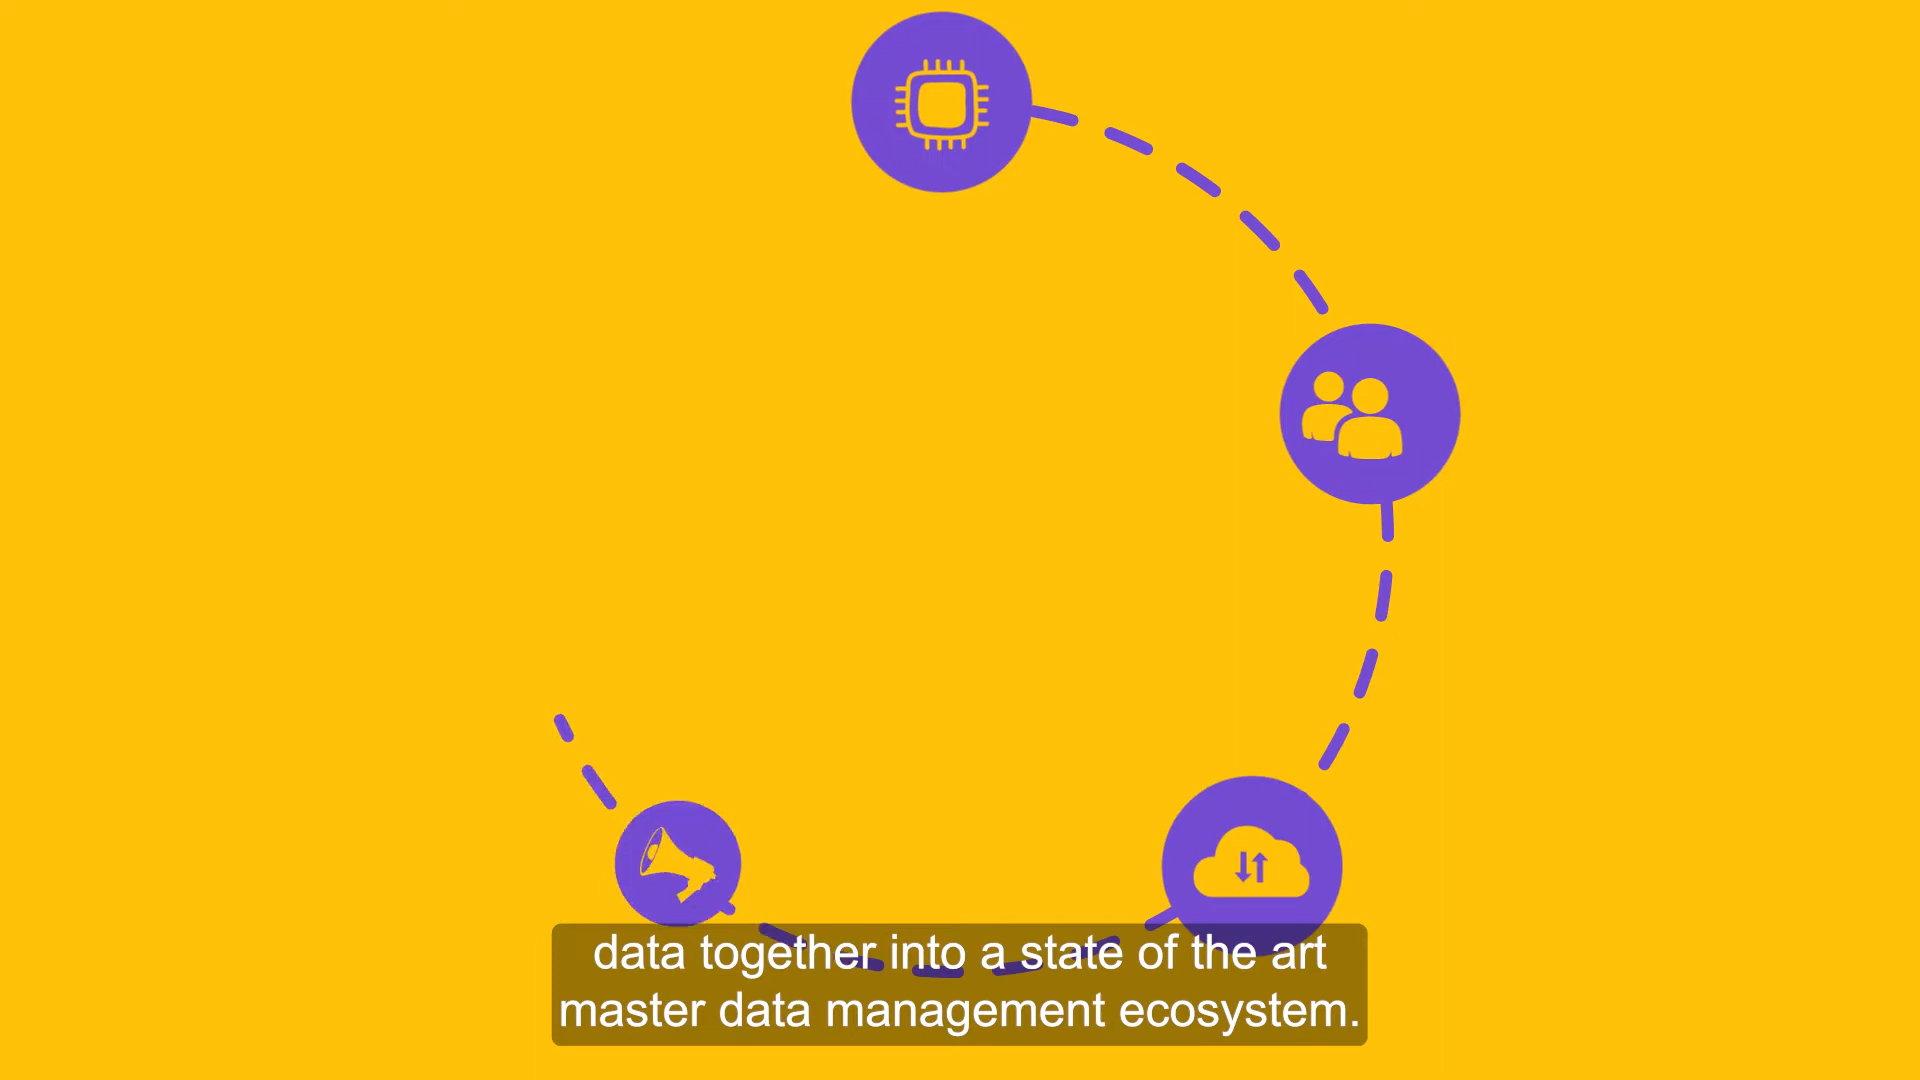 data together into a state of the art
master data management ecosystem.